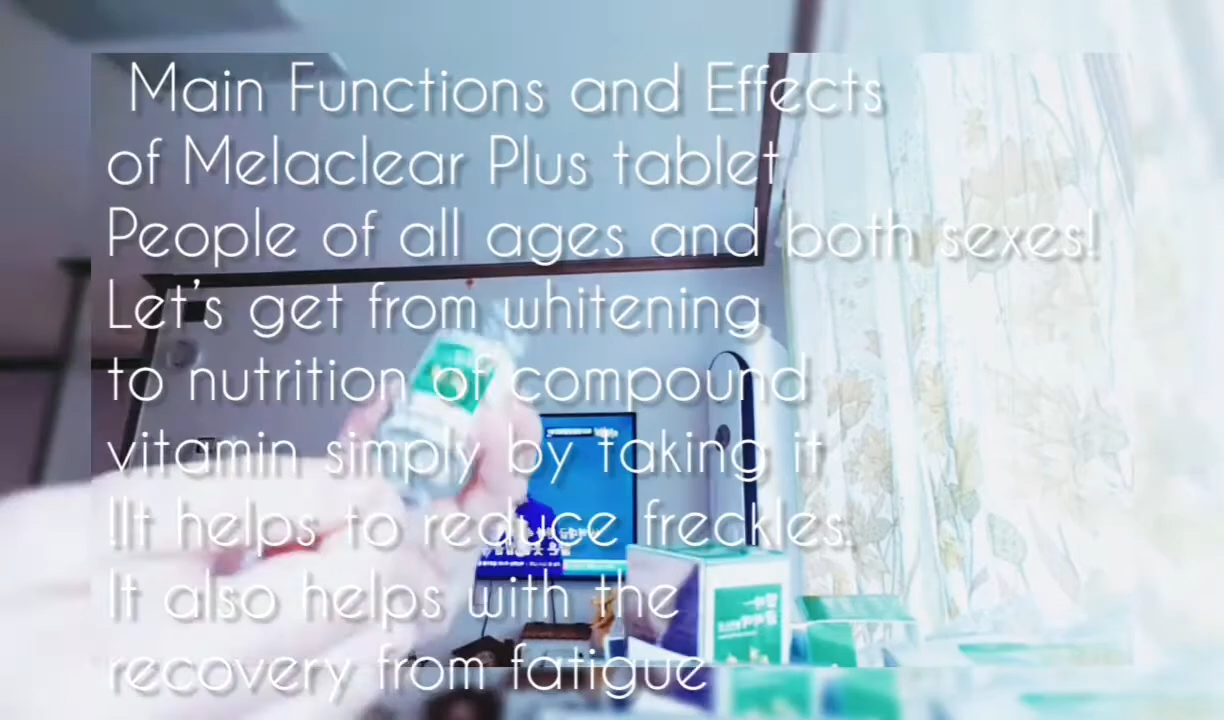 Main Functions and Effects
of Melaclear Plus tablet
People of all ages and both sexes!
Let's get from whitening
to nutrition of compound
vitamin simply by taking it
!It helps to reduce freckles.
It also helps with the
recovery from fatigue